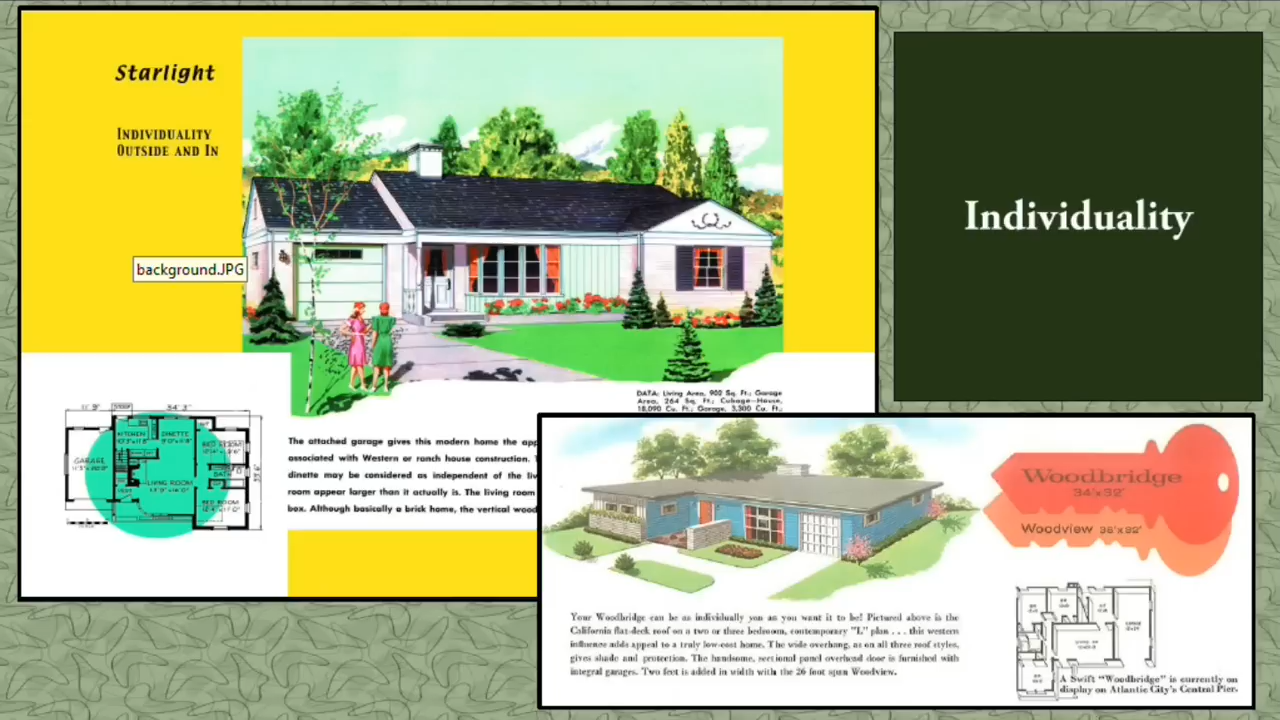 Starlight
INDIVIDUALITY
OUTSIDE AND IN
background.JPG
Individuality
DATA: Living Area, 902 Sq. Ft.; Garage
Area, 264 Sq. Ft.; Cubage—House,
18,090 Cu. Ft.; Garage, 3,300 Cu. Ft.;
The attached garage gives this modern home the app
associated with Western or ranch house construction.
dinette may be considered as independent of the liv
room appear larger than it actually is. The living room
box. Although basically a brick home, the vertical wood
GARAGE
KITCHEN
DINETTE
LIVING ROOM
BED ROOM
BATH
BED ROOM
Woodbridge
34'x32'
Woodview
Your Woodbridge can be as individually you as you want it to be! Pictured above is the
California flat-deck roof on a two or three bedroom, contemporary "L" plan . . . this western
influence adds appeal to a truly low-cost home. The wide overhang, as on all three roof styles,
gives shade and protection. The handsome, sectional panel overhead door is furnished with
integral garages. Two feet is added in width with the 26 foot span Woodview.
A Swift "Woodbridge" is currently on
display on Atlantic City's Central Pier.